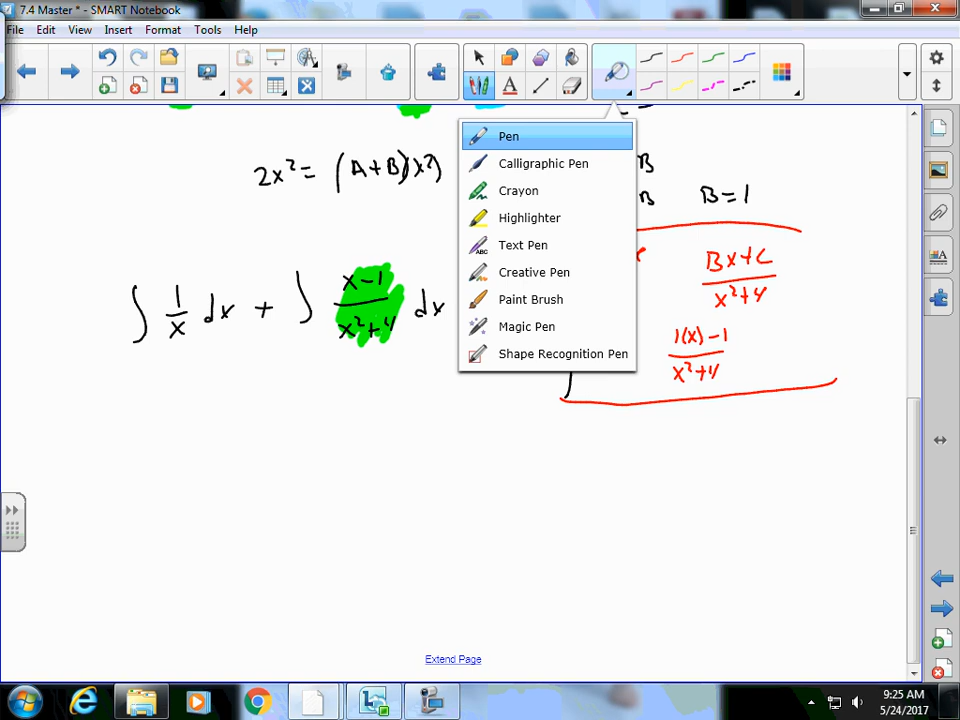 7.4 Master * - SMART Notebook
File Edit View Insert Format Tools Help
Pen
Calligraphic Pen
Crayon
Highlighter
Text Pen
Creative Pen
Paint Brush
Magic Pen
Shape Recognition Pen
2x² = (A+B)(x²)
B
B B=1
Bx+C
x²+4
∫ 1/x dx + ∫ x-1/x²+4 dx
1(x)-1
x²+4
Extend Page
9:25 AM
5/24/2017